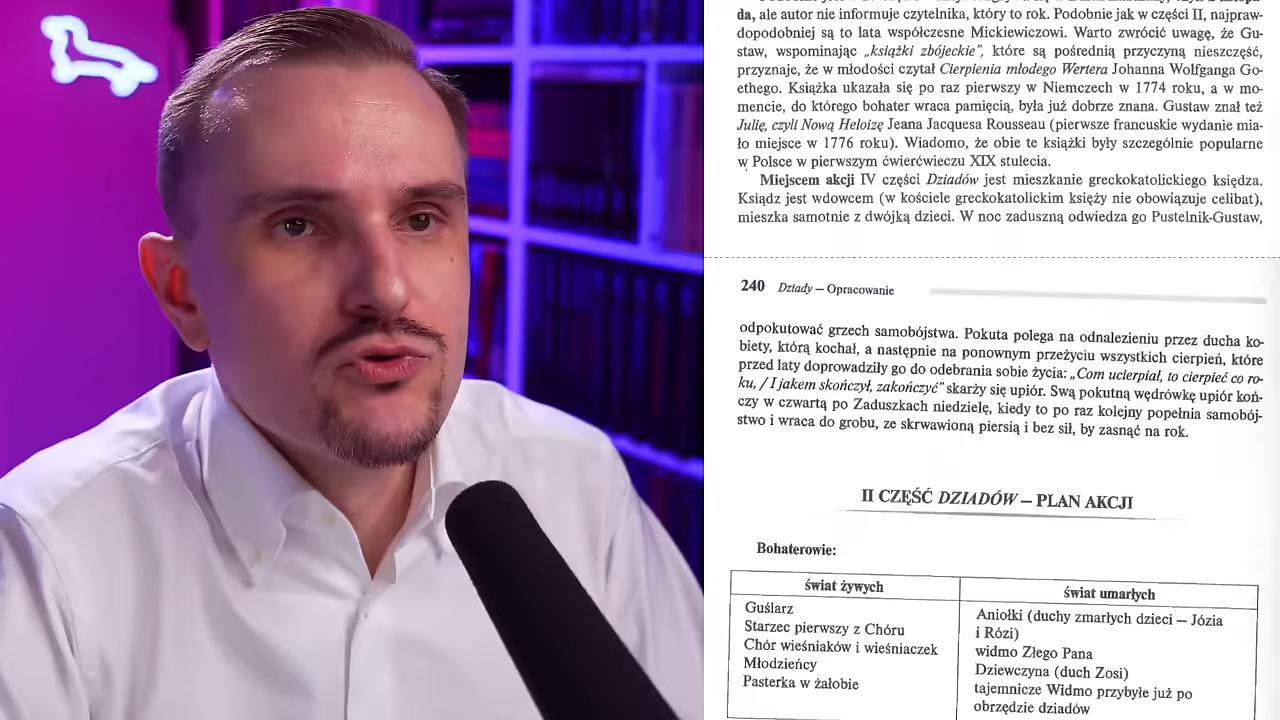 da, ale autor nie informuje czytelnika, który to rok. Podobnie jak w części II, najpraw-
dopodobniej są to lata współczesne Mickiewiczowi. Warto zwrócić uwagę, że Gu-
staw, wspominając „książki zbójeckie”, które są pośrednią przyczyną nieszczęść,
przyznaje, że w młodości czytał Cierpienia młodego Wertera Johanna Wolfganga Go-
ethego. Książka ukazała się po raz pierwszy w Niemczech w 1774 roku, a w mo-
mencie, do którego bohater wraca pamięcią, była już dobrze znana. Gustaw znał też
Julię, czyli Nową Heloizę Jeana Jacquesa Rousseau (pierwsze francuskie wydanie mia-
ło miejsce w 1776 roku). Wiadomo, że obie te książki były szczególnie popularne
w Polsce w pierwszym ćwierćwieczu XIX stulecia.
Miejscem akcji IV części Dziadów jest mieszkanie greckokatolickiego księdza.
Ksiądz jest wdowcem (w kościele greckokatolickim księży nie obowiązuje celibat),
mieszka samotnie z dwójką dzieci. W noc zaduszną odwiedza go Pustelnik-Gustaw,
240 Dziady – Opracowanie
odpokutować grzech samobójstwa. Pokuta polega na odnalezieniu przez ducha ko-
biety, którą kochał, a następnie na ponownym przeżyciu wszystkich cierpień, które
przed laty doprowadziły go do odebrania sobie życia: „Com ucierpiał, to cierpieć co ro-
ku, / I jakem skończył, zakończyć” skarży się upiór. Swą pokutną wędrówkę upiór koń-
czy w czwartą po Zaduszkach niedzielę, kiedy to po raz kolejny popełnia samobój-
stwo i wraca do grobu, ze skrwawioną piersią i bez sił, by zasnąć na rok.
II CZĘŚĆ DZIADÓW – PLAN AKCJI
Bohaterowie:
świat żywych
Guślarz
Starzec pierwszy z Chóru
Chór wieśniaków i wieśniaczek
Młodzieńcy
Pasterka w żałobie
świat umarłych
Aniołki (duchy zmarłych dzieci – Józia
i Rózi)
widmo Złego Pana
Dziewczyna (duch Zosi)
tajemnicze Widmo przybyłe już po
obrzędzie dziadów